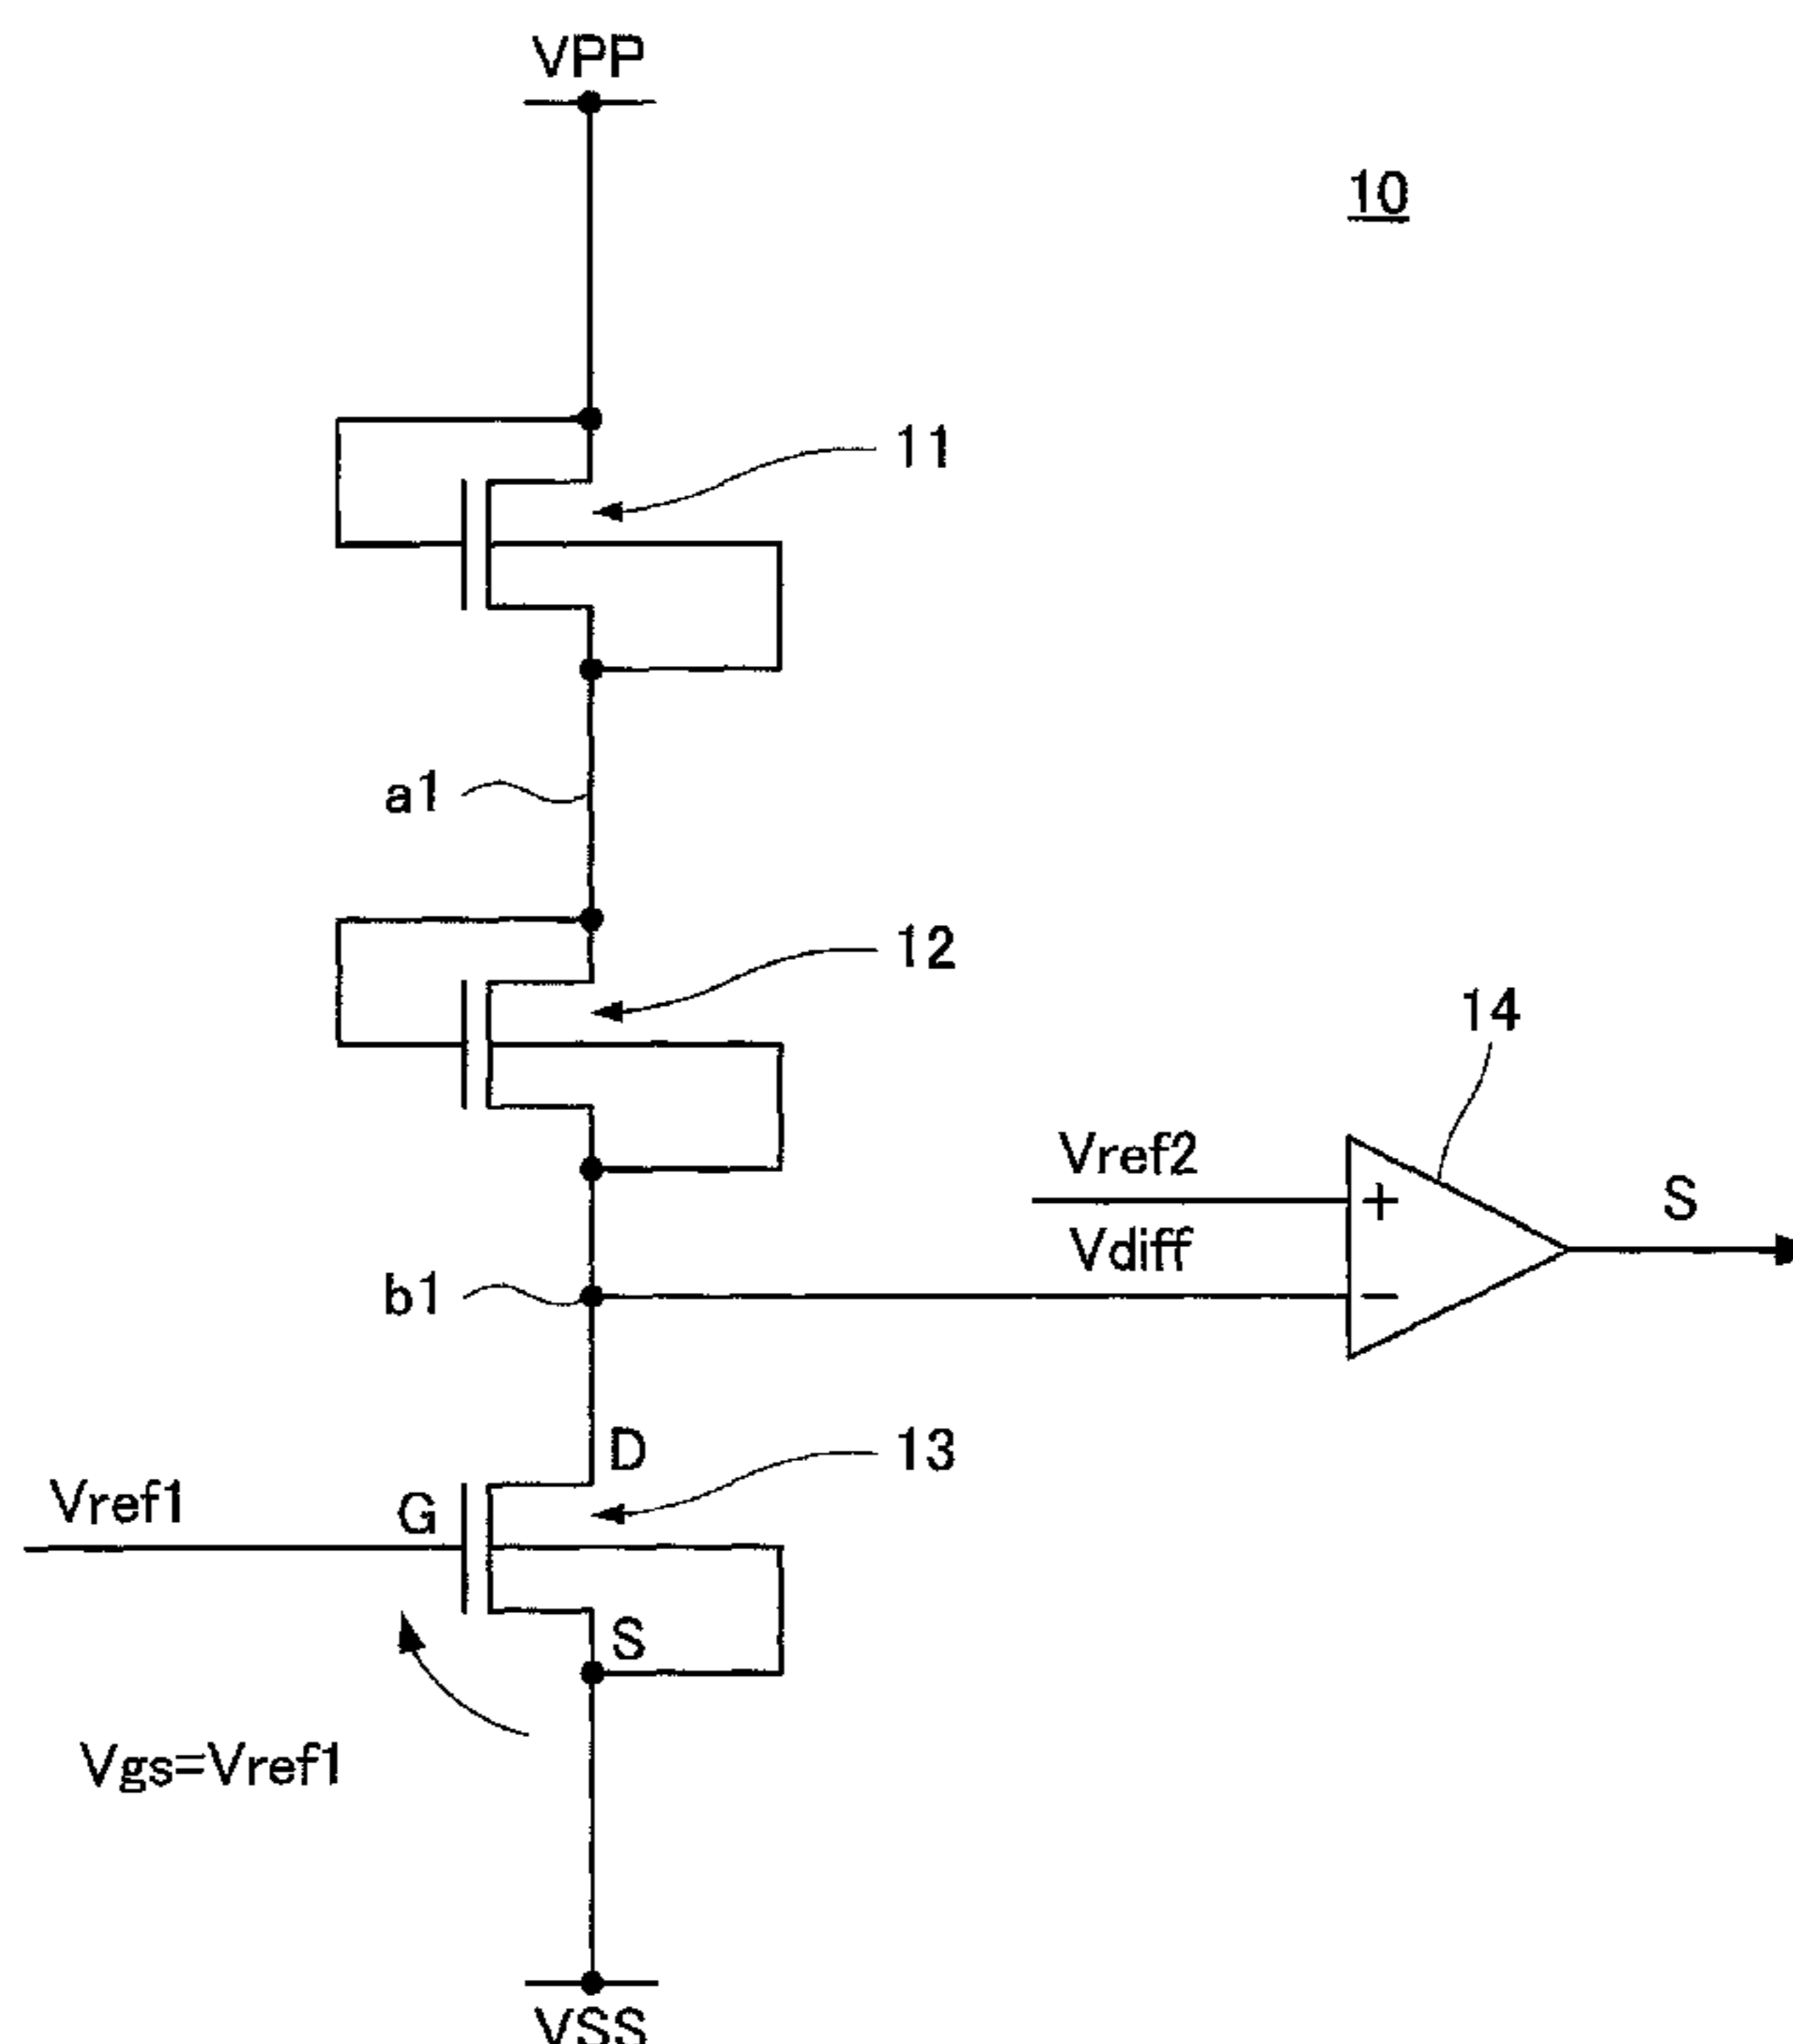 VPP
10
11
a1
12
14
Vref2
+
S
Vdiff
b1
−
D
13
Vref1
G
S
Vgs=Vref1
VSS